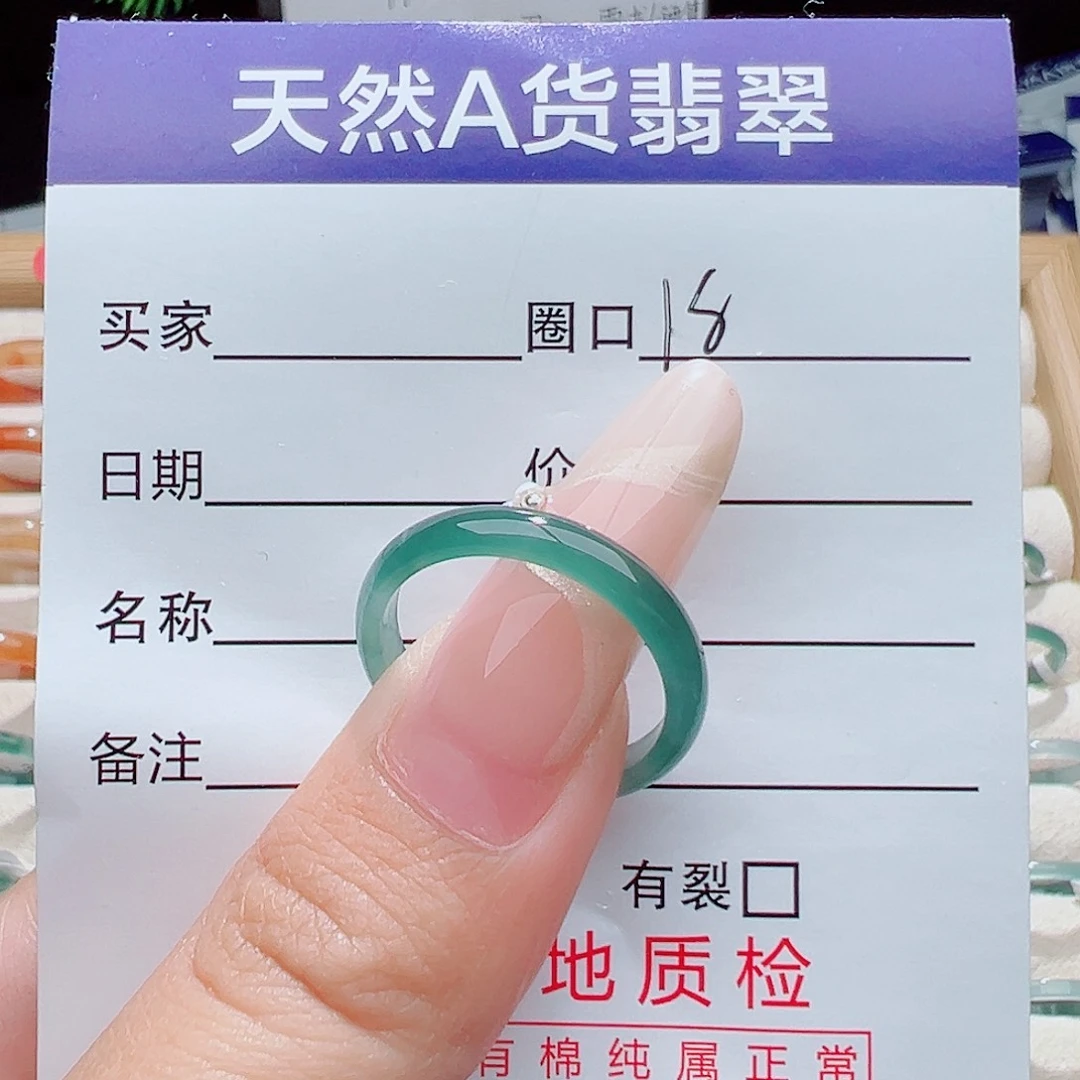 天然A货翡翠
买家 圈口 18
日期 价
名称
备注
有裂
地质检
有棉纯属正常